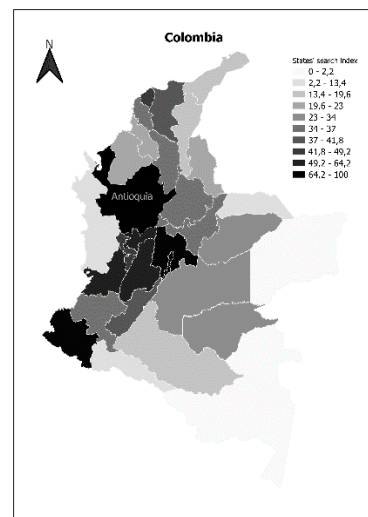 Colombia
N
States' search index
0 - 2,2
2,2 - 13,4
13,4 - 19,6
19,6 - 23
23 - 34
34 - 37
37 - 41,8
41,8 - 49,2
49,2 - 64,2
64,2 - 100
Antioquia